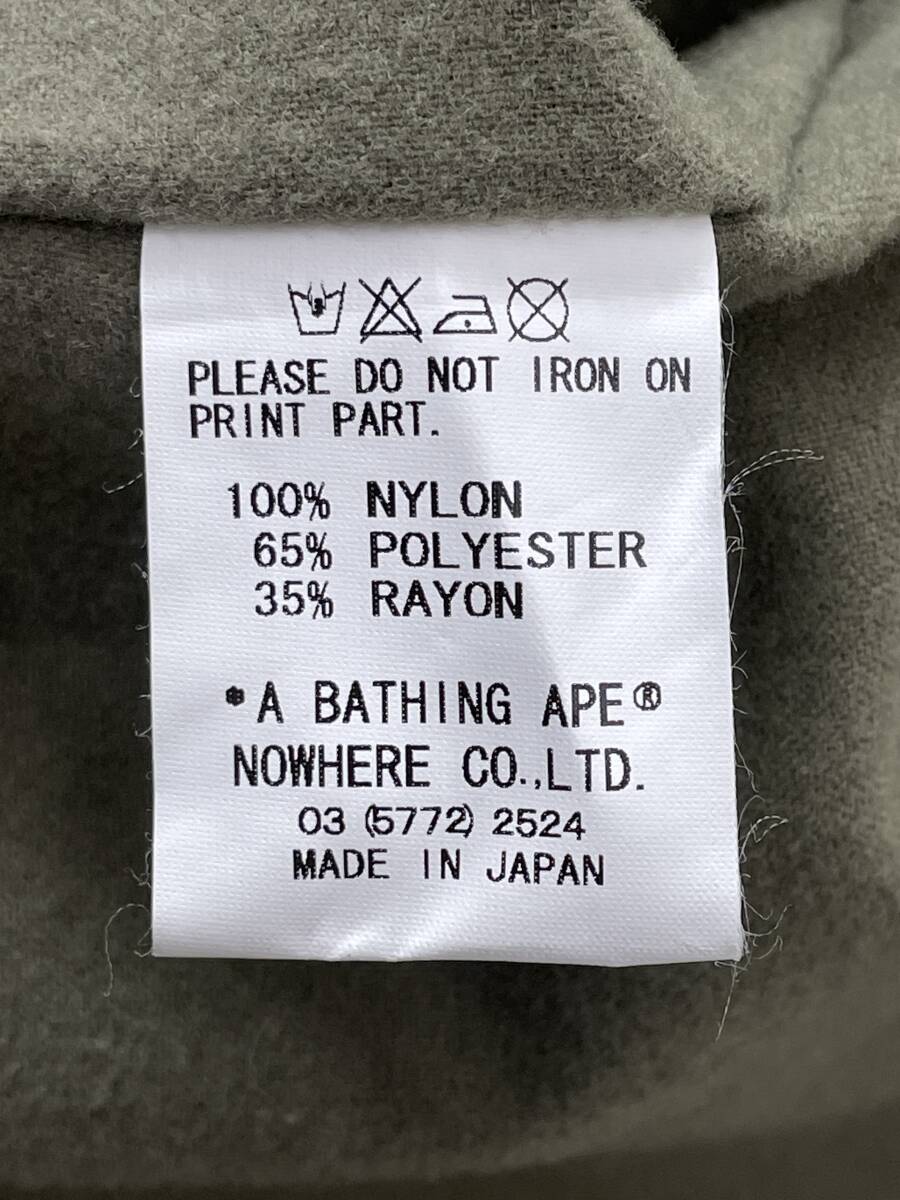 PLEASE DO NOT IRON ON
PRINT PART.
100% NYLON
65% POLYESTER
35% RAYON
*A BATHING APE®
NOWHERE CO.,LTD.
03 (5772) 2524
MADE IN JAPAN